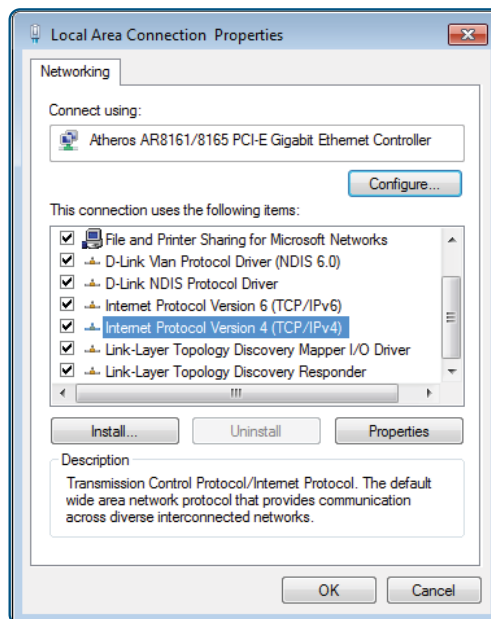 Local Area Connection Properties
Networking
Connect using:
Atheros AR8161/8165 PCI-E Gigabit Ethernet Controller
Configure...
This connection uses the following items:
File and Printer Sharing for Microsoft Networks
D-Link Vlan Protocol Driver (NDIS 6.0)
D-Link NDIS Protocol Driver
Internet Protocol Version 6 (TCP/IPv6)
Internet Protocol Version 4 (TCP/IPv4)
Link-Layer Topology Discovery Mapper I/O Driver
Link-Layer Topology Discovery Responder
Install...
Uninstall
Properties
Description
Transmission Control Protocol/Internet Protocol. The default
wide area network protocol that provides communication
across diverse interconnected networks.
OK
Cancel